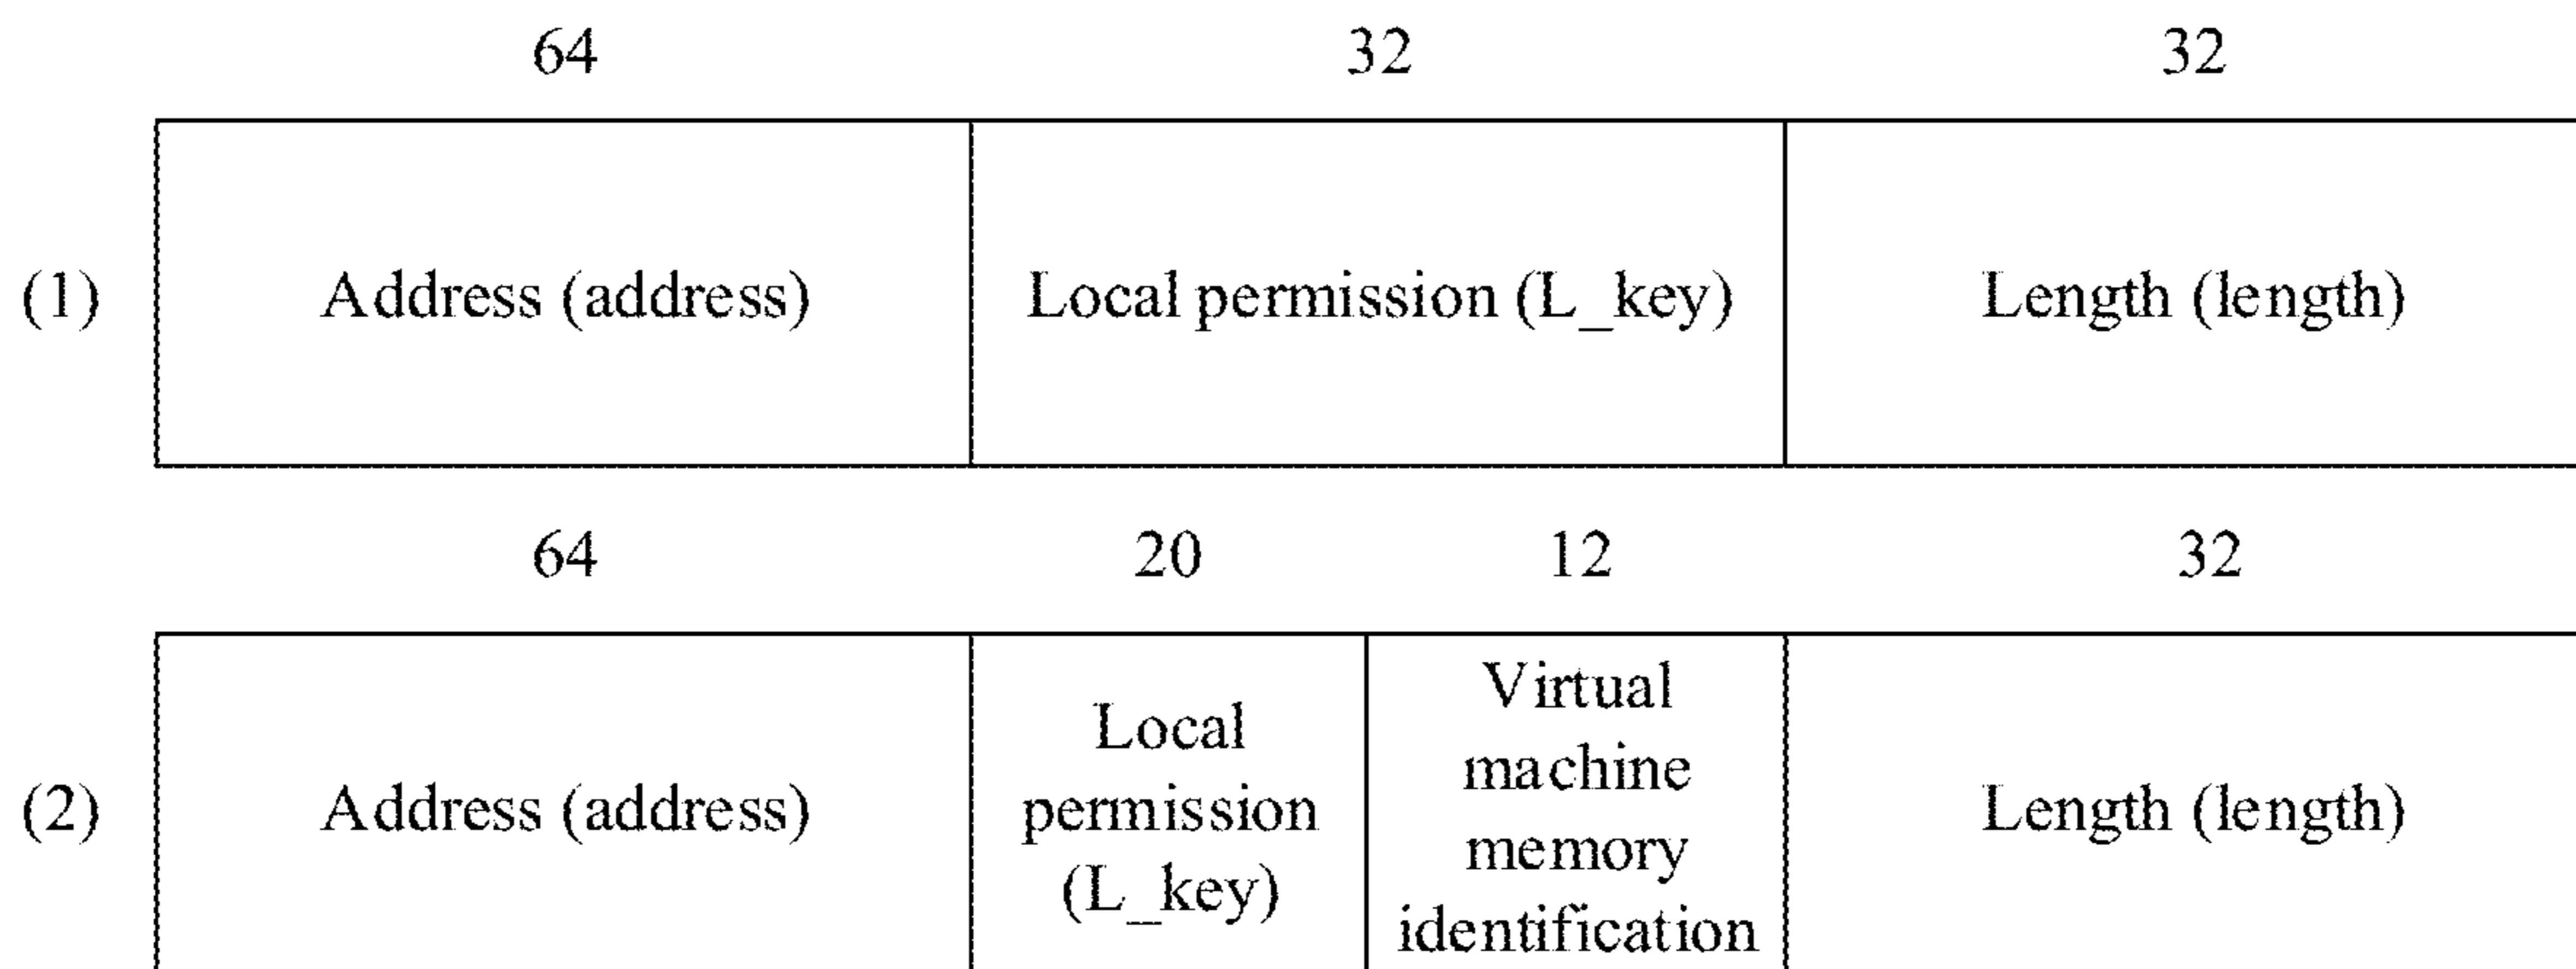 64 32 32
(1) Address (address) Local permission (L_key) Length (length)
64 20 12 32
(2) Address (address)
Local
permission
(L_key)
Virtual
machine
memory
identification
Length (length)